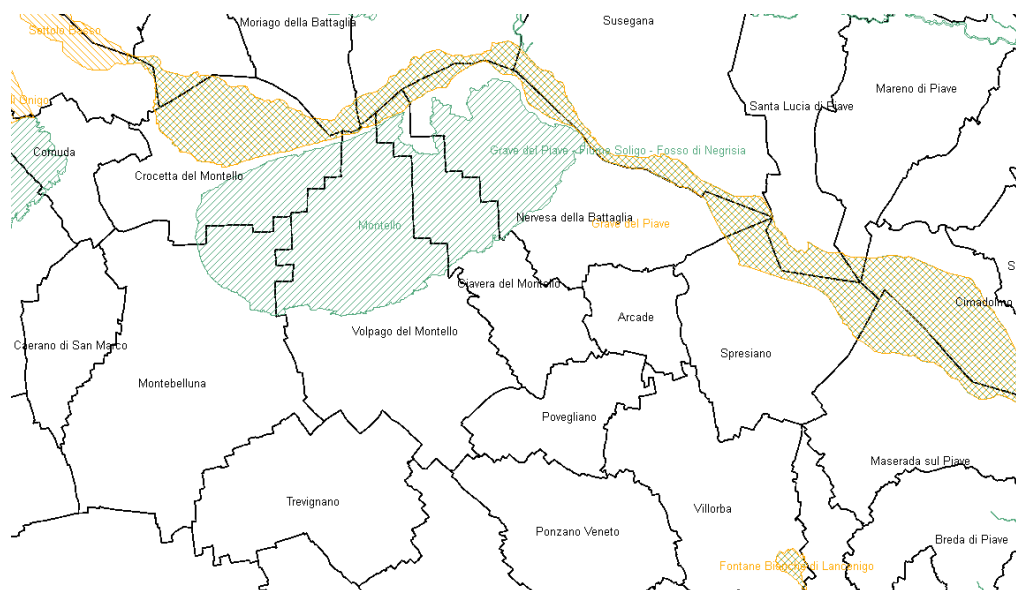 Moriago della Battaglia
Susegana
Settolo Basso
Mareno di Piave
Santa Lucia di Piave
Cornuda
Grave del Piave - Fiume Soligo - Fosso di Negrisia
Crocetta del Montello
Nervesa della Battaglia
Montello
Grave del Piave
Giavera del Montello
Cimadolmo
Arcade
Volpago del Montello
Caerano di San Marco
Spresiano
Montebelluna
Povegliano
Maserada sul Piave
Trevignano
Villorba
Ponzano Veneto
Breda di Piave
Fontane Bianche di Lancenigo